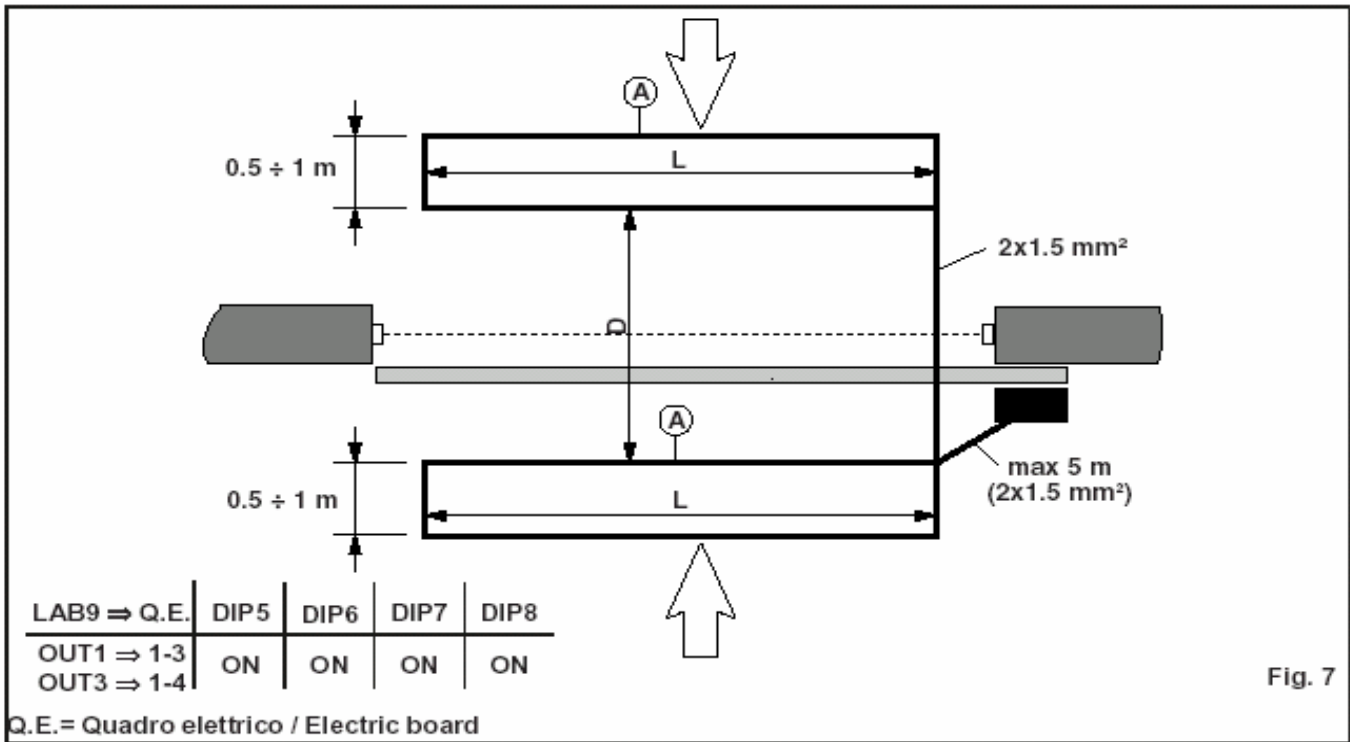 A
0.5 ÷ 1 m
L
2x1.5 mm²
D
A
max 5 m
(2x1.5 mm²)
0.5 ÷ 1 m
L
LAB9 ⇒ Q.E. DIP5 DIP6 DIP7 DIP8
OUT1 ⇒ 1-3
OUT3 ⇒ 1-4
ON ON ON ON
Fig. 7
Q.E.= Quadro elettrico / Electric board